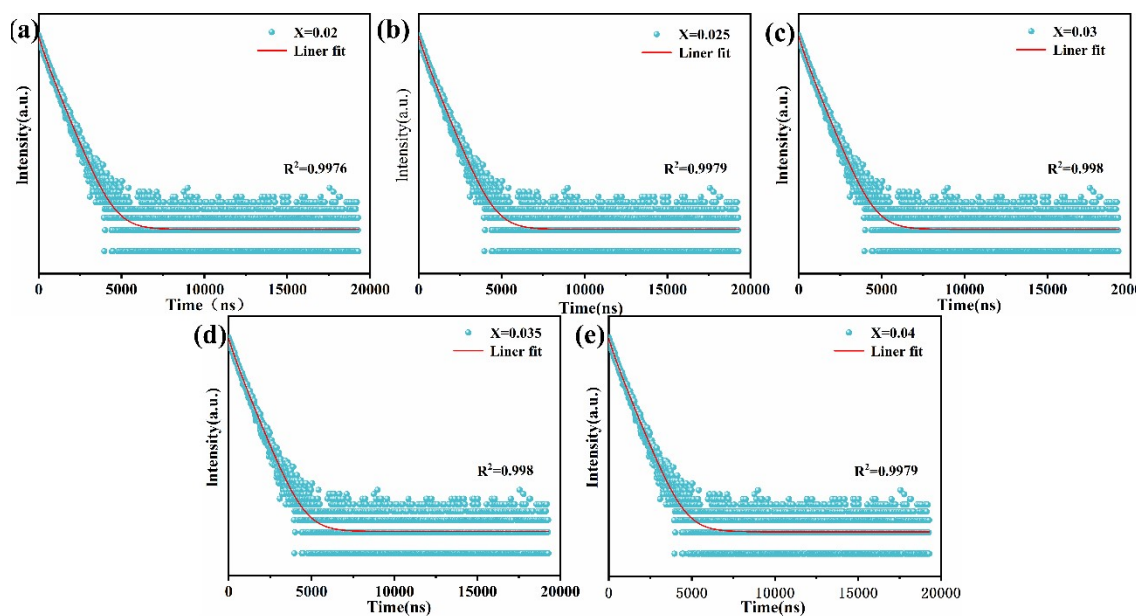 (a)
X=0.02
Liner fit
R²=0.9976
Intensity(a.u.)
0 5000 10000 15000 20000
Time（ns）
(b)
X=0.025
Liner fit
R²=0.9979
Intensity(a.u.)
0 5000 10000 15000 20000
Time(ns)
(c)
X=0.03
Liner fit
R²=0.998
Intensity(a.u.)
0 5000 10000 15000 2000
Time(ns)
(d)
X=0.035
Liner fit
R²=0.998
Intensity(a.u.)
0 5000 10000 15000 20000
Time(ns)
(e)
X=0.04
Liner fit
R²=0.9979
Intensity(a.u.)
0 5000 10000 15000 20000
Time(ns)